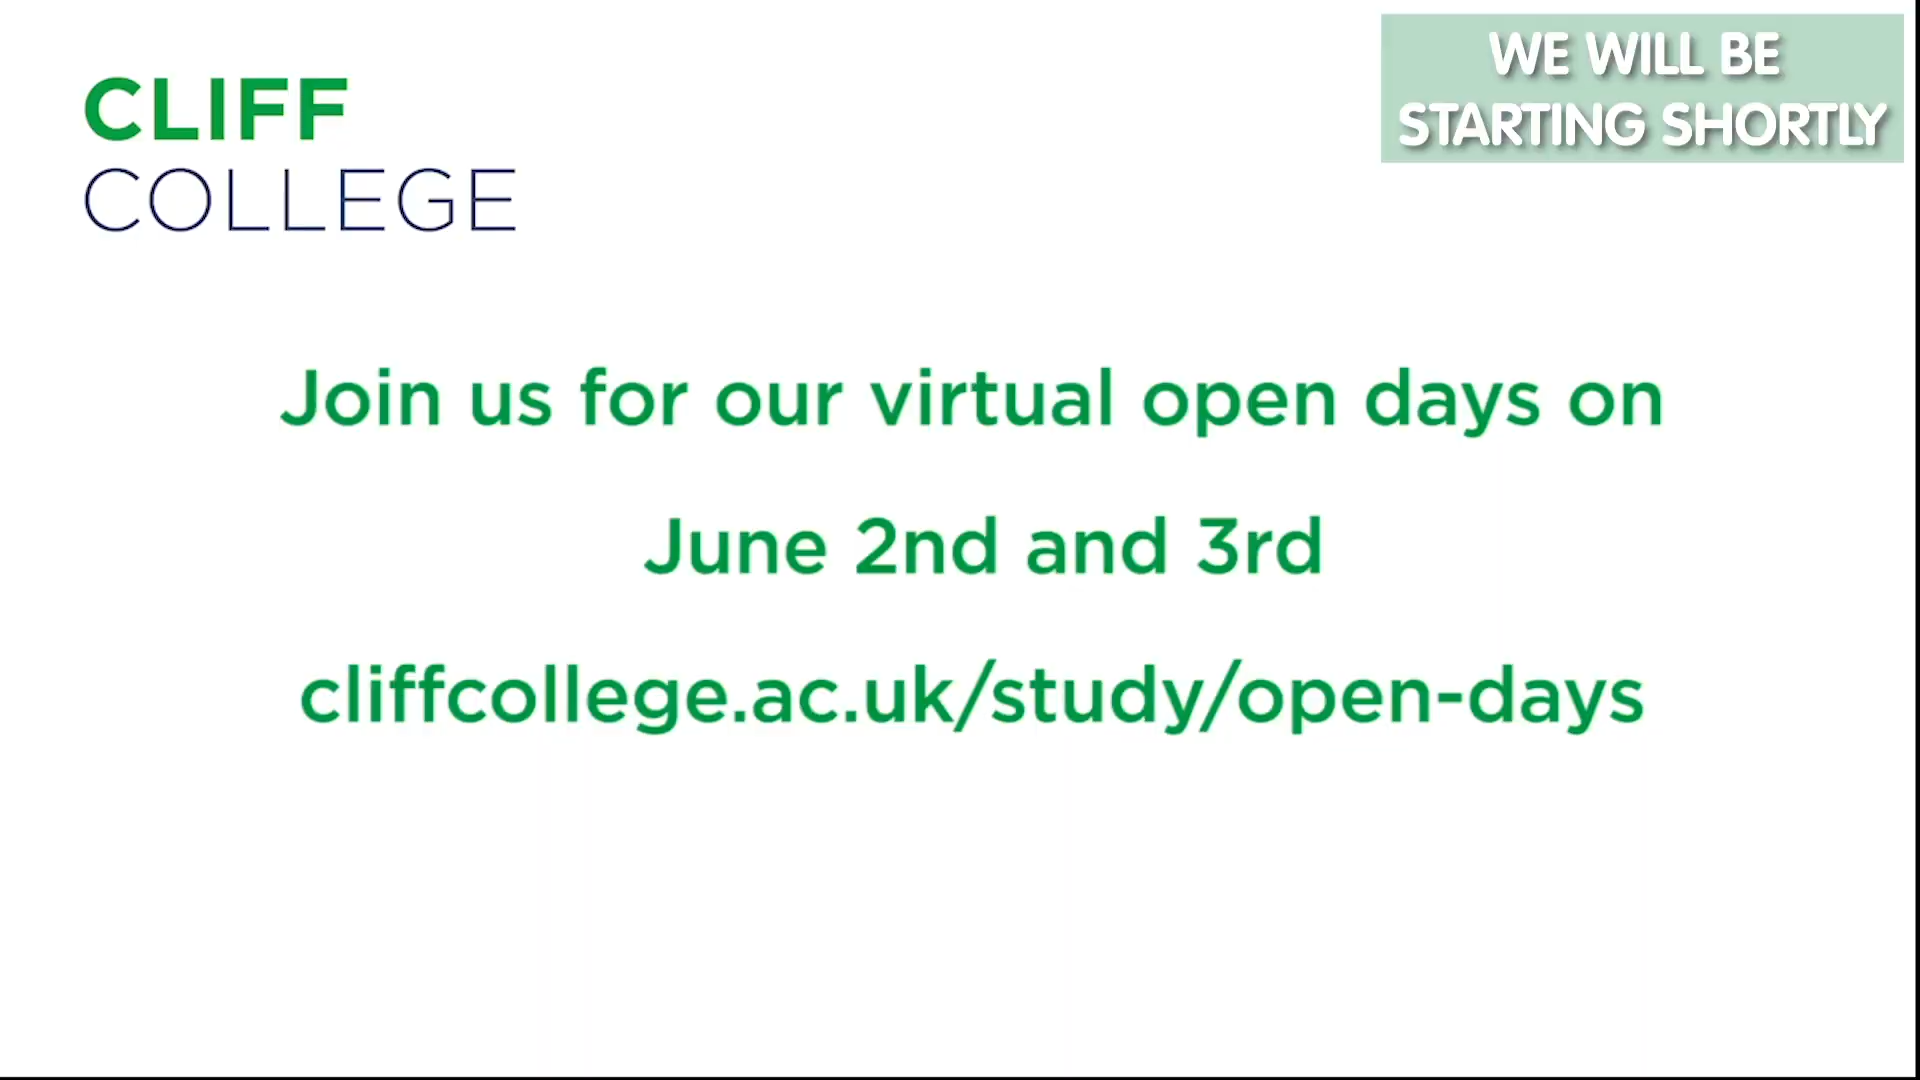 CLIFF
COLLEGE
WE WILL BE
STARTING SHORTLY
Join us for our virtual open days on
June 2nd and 3rd
cliffcollege.ac.uk/study/open-days